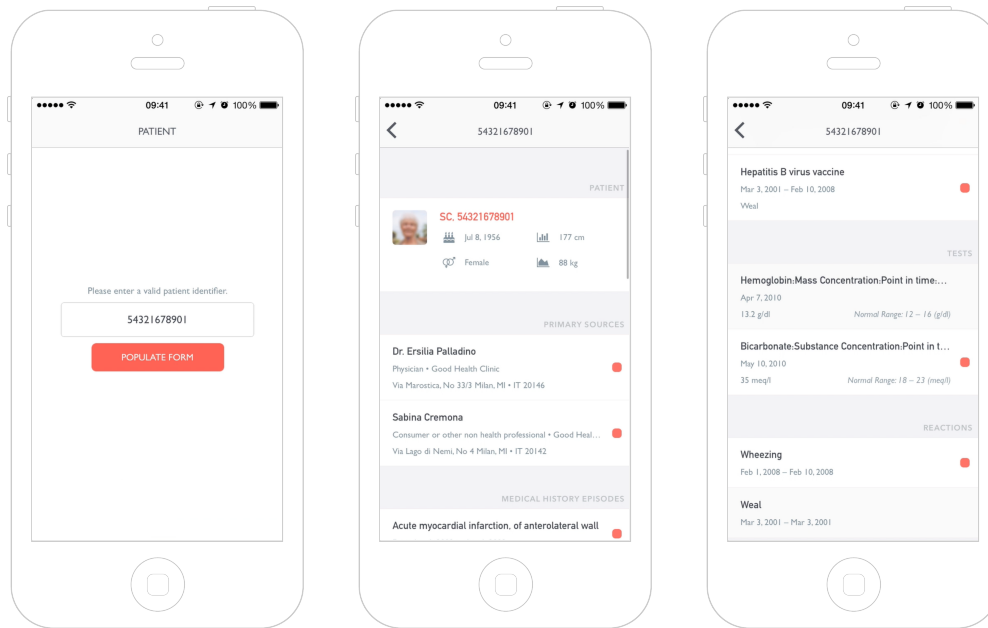 09:41
100%
PATIENT
Please enter a valid patient identifier.
54321678901
POPULATE FORM
09:41
100%
54321678901
PATIENT
SC, 54321678901
Jul 8, 1956
177 cm
Female
88 kg
PRIMARY SOURCES
Dr. Ersilia Palladino
Physician • Good Health Clinic
Via Marostica, No 33/3 Milan, MI • IT 20146
Sabina Cremona
Consumer or other non health professional • Good Heal...
Via Lago di Nemi, No 4 Milan, MI • IT 20142
MEDICAL HISTORY EPISODES
Acute myocardial infarction, of anterolateral wall
09:41
100%
54321678901
Hepatitis B virus vaccine
Mar 3, 2001 – Feb 10, 2008
Weal
TESTS
Hemoglobin:Mass Concentration:Point in time:...
Apr 7, 2010
13.2 g/dl
Normal Range: 12 – 16 (g/dl)
Bicarbonate:Substance Concentration:Point in t...
May 10, 2010
35 meq/l
Normal Range: 18 – 23 (meq/l)
REACTIONS
Wheezing
Feb 1, 2008 – Feb 10, 2008
Weal
Mar 3, 2001 – Mar 3, 2001